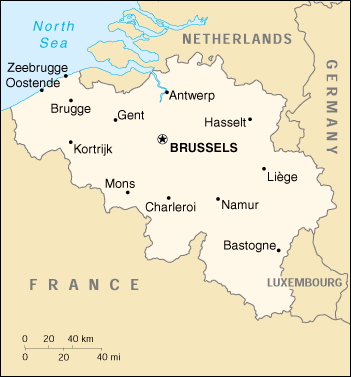 North
Sea
NETHERLANDS
GERMANY
Zeebrugge
Oostende
Antwerp
Brugge
Gent
Hasselt
Kortrijk
BRUSSELS
Liège
Mons
Charleroi
Namur
Bastogne
FRANCE
LUXEMBOURG
0 20 40 km
0 20 40 mi